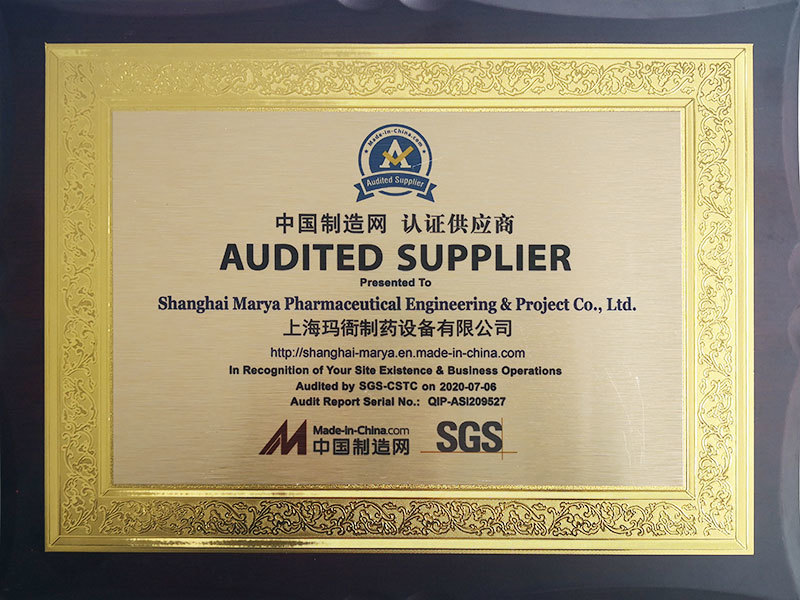 Made-in-China.com
A
Audited Supplier
中国制造网 认证供应商
AUDITED SUPPLIER
Presented To
Shanghai Marya Pharmaceutical Engineering & Project Co., Ltd.
上海玛衙制药设备有限公司
http://shanghai-marya.en.made-in-china.com
In Recognition of Your Site Existence & Business Operations
Audited by SGS-CSTC on 2020-07-06
Audit Report Serial No.: QIP-ASI209527
Made-in-China.com
中国制造网
SGS